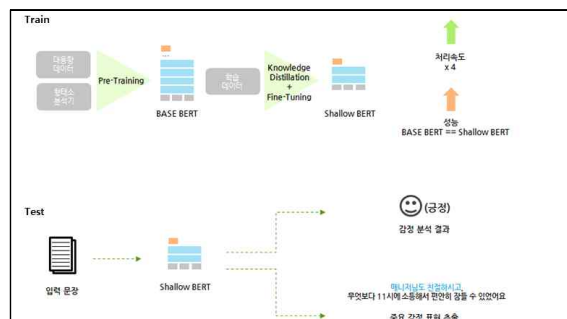 Train
대용량
데이터
형태소
분석기
Pre-Training
BASE BERT
학습
데이터
Knowledge
Distillation
+
Fine-Tuning
Shallow BERT
처리속도
x 4
성능
BASE BERT == Shallow BERT
Test
입력 문장
Shallow BERT
(긍정)
감정 분석 결과
매니저님도 친절하시고,
무엇보다 11시에 소등해서 편안히 잠들 수 있었어요
중요 감정 표현 추출